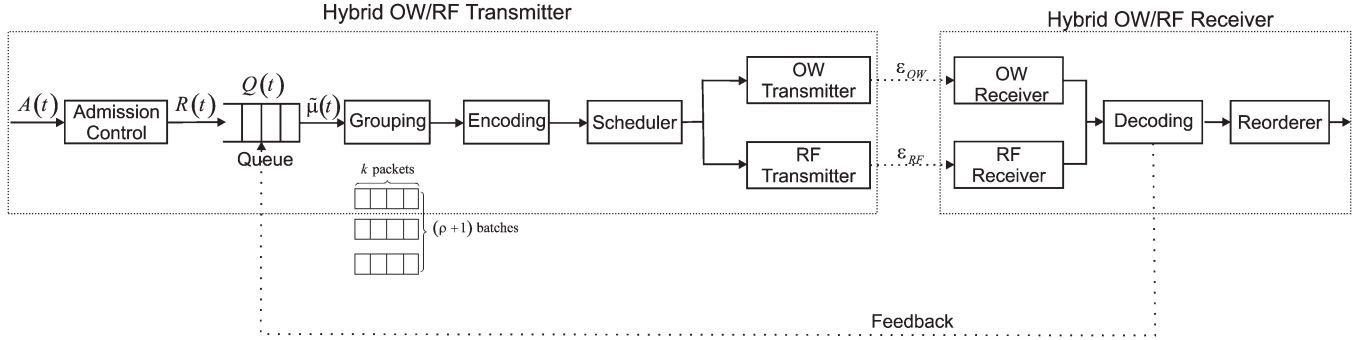 Hybrid OW/RF Transmitter
Hybrid OW/RF Receiver
A(t)
Admission
Control
R(t)
Q(t)
Queue
μ̃(t)
Grouping
Encoding
Scheduler
OW
Transmitter
RF
Transmitter
ε_OW
ε_RF
OW
Receiver
RF
Receiver
Decoding
Reorderer
k packets
(ρ+1) batches
Feedback